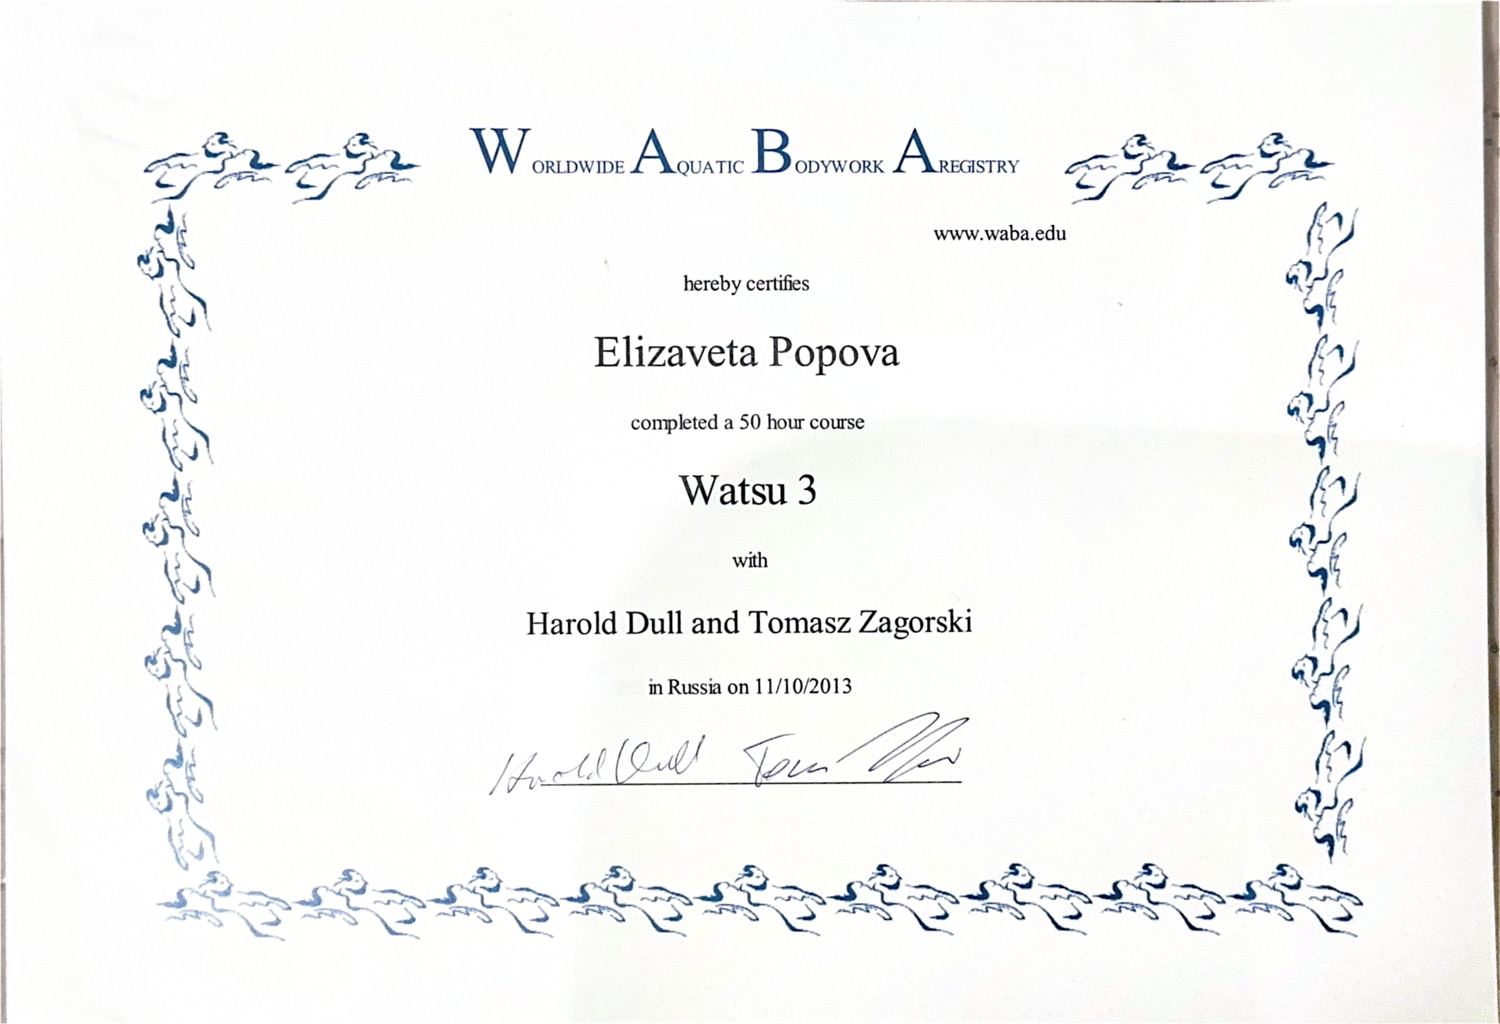 WORLDWIDE AQUATIC BODYWORK AREGISTRY
www.waba.edu
hereby certifies
Elizaveta Popova
completed a 50 hour course
Watsu 3
with
Harold Dull and Tomasz Zagorski
in Russia on 11/10/2013
Harold Dull